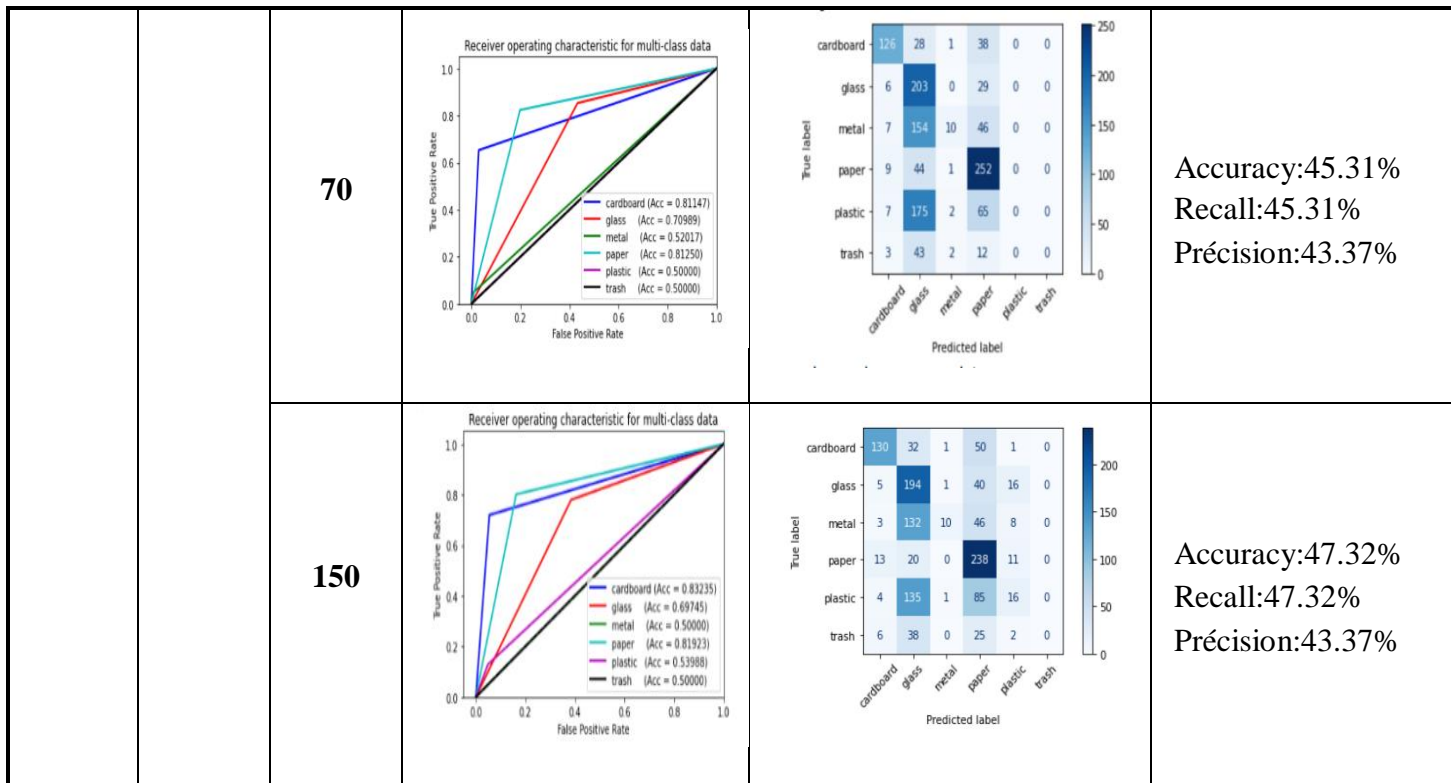 70
Receiver operating characteristic for multi-class data
True Positive Rate
1.0
0.8
0.6
0.4
0.2
0.0
cardboard (Acc = 0.81147)
glass (Acc = 0.70989)
metal (Acc = 0.52017)
paper (Acc = 0.81250)
plastic (Acc = 0.50000)
trash (Acc = 0.50000)
0.0 0.2 0.4 0.6 0.8 1.0
False Positive Rate
True label
cardboard 126 28 1 38 0 0
glass 6 203 0 29 0 0
metal 7 154 10 46 0 0
paper 9 44 1 252 0 0
plastic 7 175 2 65 0 0
trash 3 43 2 12 0 0
cardboard glass metal paper plastic trash
Predicted label
250
200
150
100
50
0
Accuracy:45.31%
Recall:45.31%
Précision:43.37%
150
Receiver operating characteristic for multi-class data
True Positive Rate
1.0
0.8
0.6
0.4
0.2
0.0
cardboard (Acc = 0.83235)
glass (Acc = 0.69745)
metal (Acc = 0.50000)
paper (Acc = 0.81923)
plastic (Acc = 0.53988)
trash (Acc = 0.50000)
0.0 0.2 0.4 0.6 0.8 1.0
False Positive Rate
True label
cardboard 130 32 1 50 1 0
glass 5 194 1 40 16 0
metal 3 132 10 46 8 0
paper 13 20 0 238 11 0
plastic 4 135 1 85 16 0
trash 6 38 0 25 2 0
cardboard glass metal paper plastic trash
Predicted label
200
150
100
50
0
Accuracy:47.32%
Recall:47.32%
Précision:43.37%